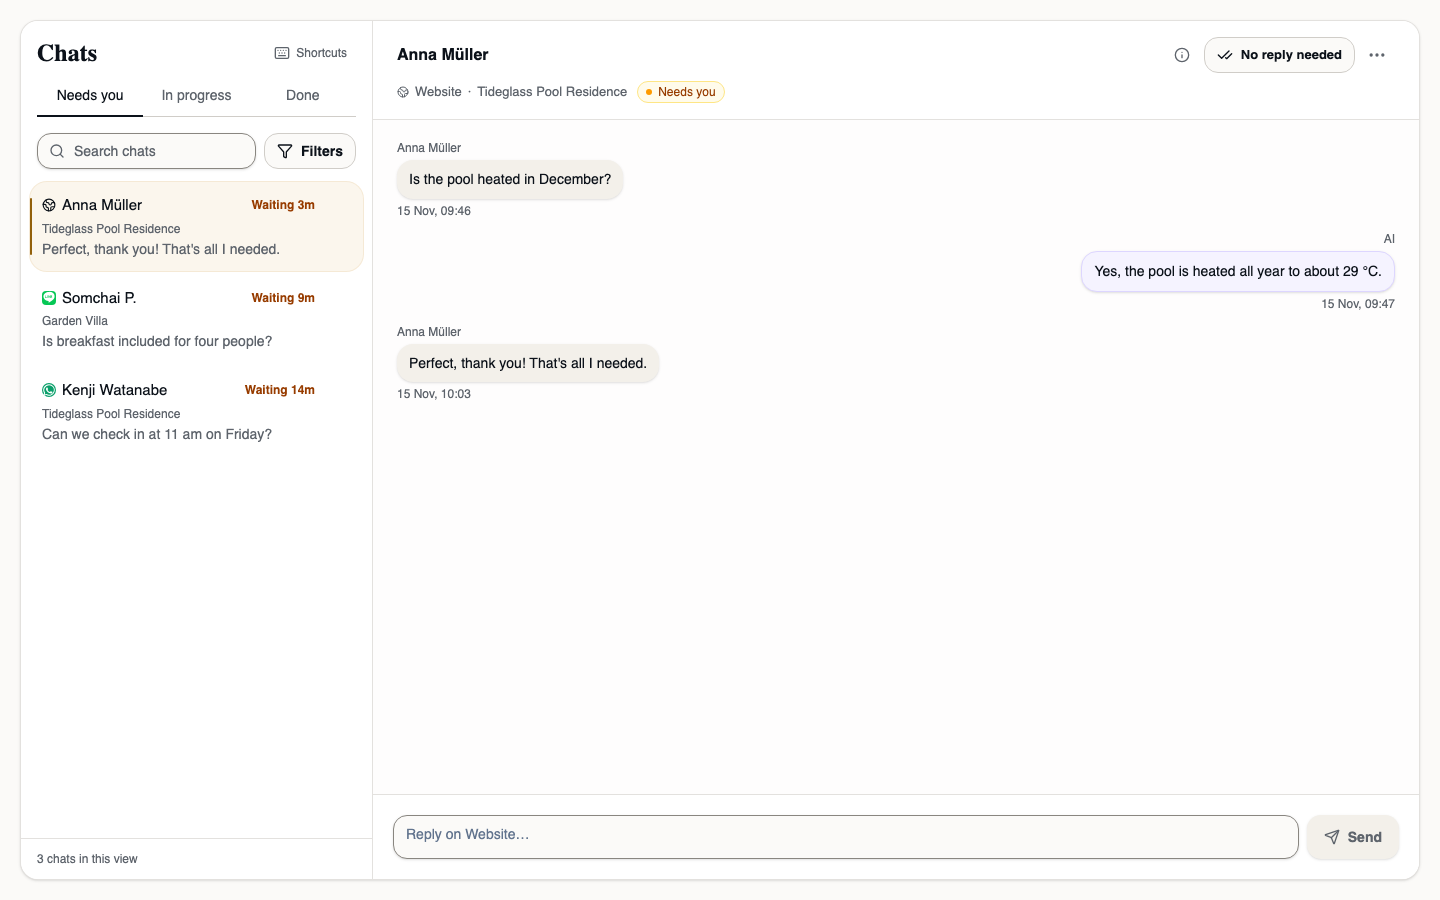 Chats
Shortcuts
Needs you
In progress
Done
Search chats
Filters
Anna Müller
Waiting 3m
Tideglass Pool Residence
Perfect, thank you! That's all I needed.
Somchai P.
Waiting 9m
Garden Villa
Is breakfast included for four people?
Kenji Watanabe
Waiting 14m
Tideglass Pool Residence
Can we check in at 11 am on Friday?
3 chats in this view
Anna Müller
No reply needed
Website · Tideglass Pool Residence
Needs you
Anna Müller
Is the pool heated in December?
15 Nov, 09:46
AI
Yes, the pool is heated all year to about 29 °C.
15 Nov, 09:47
Anna Müller
Perfect, thank you! That's all I needed.
15 Nov, 10:03
Reply on Website…
Send